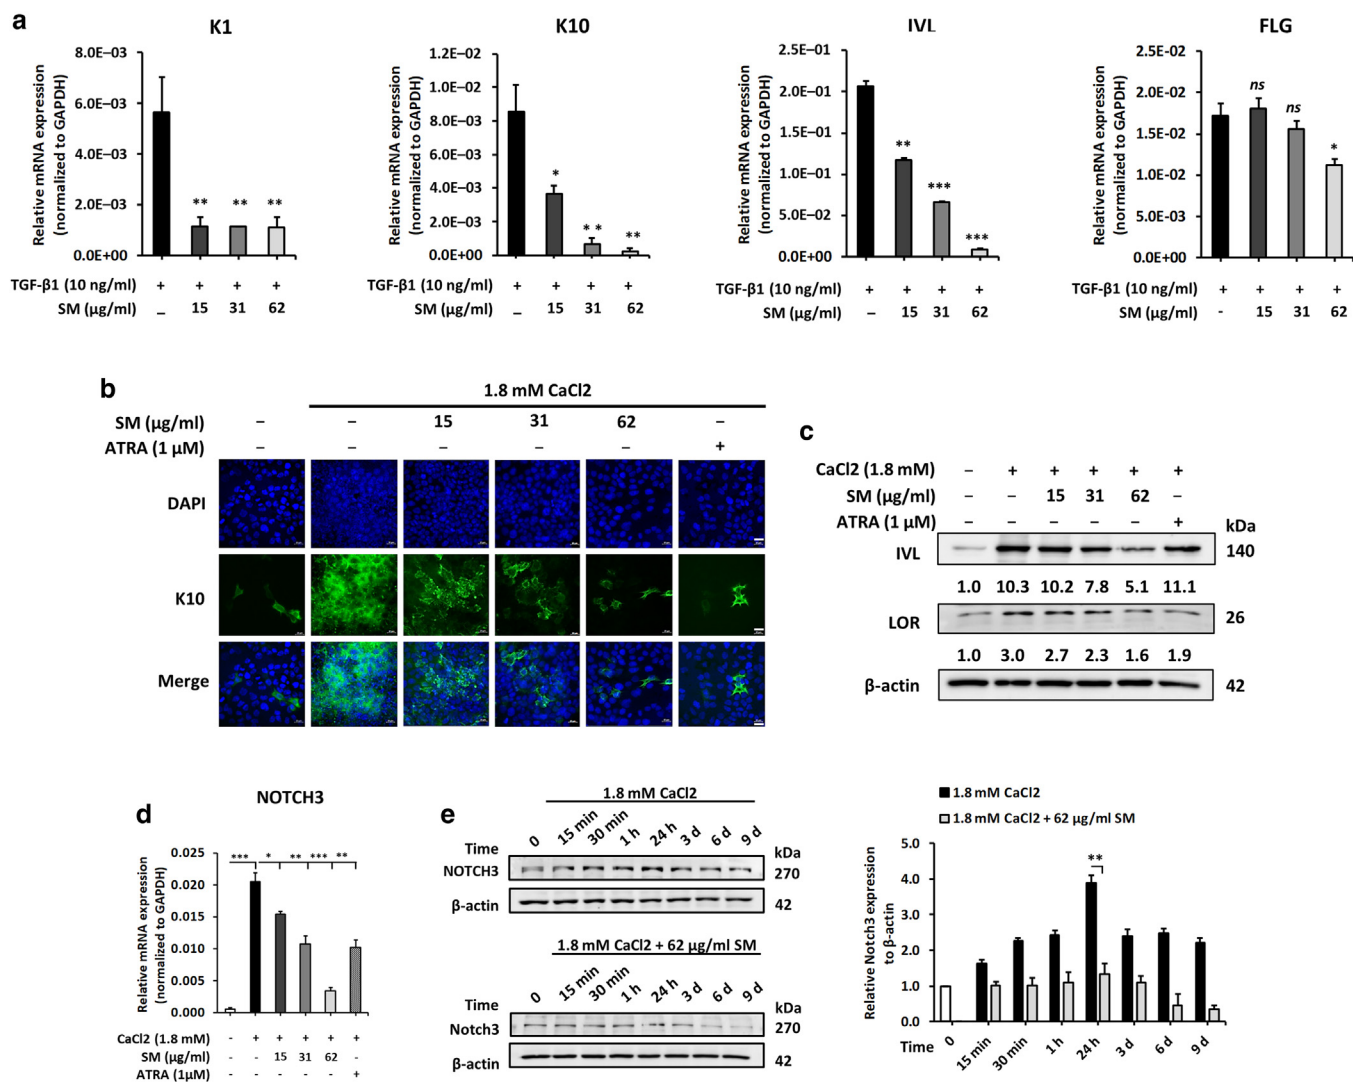 a
K1
Relative mRNA expression
(normalized to GAPDH)
8.0E–03
6.0E–03
4.0E–03
2.0E–03
0.0E+00
** ** **
TGF-β1 (10 ng/ml) + + + +
SM (μg/ml) – 15 31 62
K10
Relative mRNA expression
(normalized to GAPDH)
1.2E–02
1.0E–02
8.0E–03
6.0E–03
4.0E–03
2.0E–03
0.0E+00
* ** **
TGF-β1 (10 ng/ml) + + + +
SM (μg/ml) – 15 31 62
IVL
Relative mRNA expression
(normalized to GAPDH)
2.5E–01
2.0E–01
1.5E–01
1.0E–01
5.0E–02
0.0E+00
** *** ***
TGF-β1 (10 ng/ml) + + + +
SM (μg/ml) – 15 31 62
FLG
Relative mRNA expression
(normalized to GAPDH)
2.5E-02
2.0E-02
1.5E-02
1.0E-02
5.0E-03
0.0E+00
ns ns *
TGF-β1 (10 ng/ml) + + + +
SM (μg/ml) - 15 31 62
b
1.8 mM CaCl2
SM (μg/ml) – – 15 31 62 –
ATRA (1 μM) – – – – – +
DAPI
K10
Merge
c
CaCl2 (1.8 mM) – + + + + +
SM (μg/ml) – – 15 31 62 –
ATRA (1 μM) – – – – – +
kDa
IVL 140
1.0 10.3 10.2 7.8 5.1 11.1
LOR 26
1.0 3.0 2.7 2.3 1.6 1.9
β-actin 42
d
NOTCH3
Relative mRNA expression
(normalized to GAPDH)
0.025
0.020
0.015
0.010
0.005
0.000
*** * ** *** **
CaCl2 (1.8 mM) - + + + + +
SM (μg/ml) - - 15 31 62 -
ATRA (1μM) - - - - - +
e
1.8 mM CaCl2
Time 0 15 min 30 min 1 h 24 h 3 d 6 d 9 d
kDa
NOTCH3 270
β-actin 42
1.8 mM CaCl2 + 62 μg/ml SM
Time 0 15 min 30 min 1 h 24 h 3 d 6 d 9 d
kDa
Notch3 270
β-actin 42
1.8 mM CaCl2
1.8 mM CaCl2 + 62 μg/ml SM
Relative Notch3 expression
to β-actin
5.0
4.0
3.0
2.0
1.0
0.0
**
Time 0 15 min 30 min 1 h 24 h 3 d 6 d 9 d